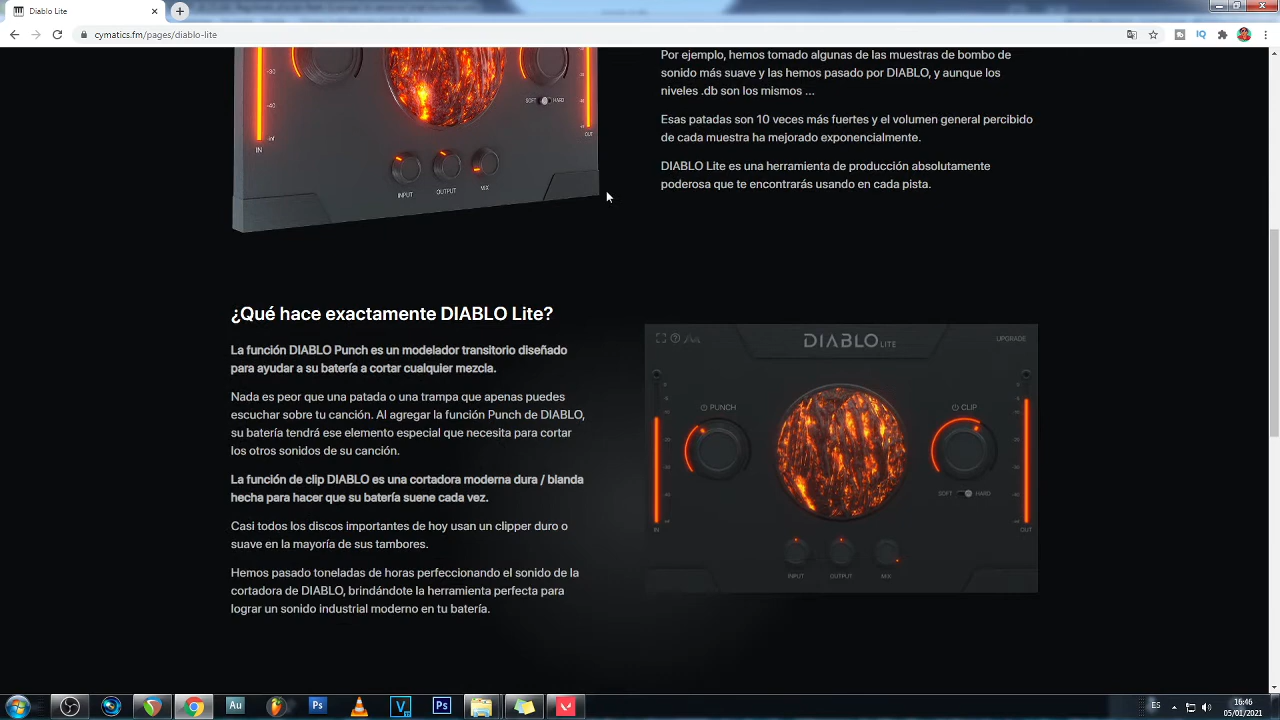 Diablo Lite
cymatics.fm/pages/diablo-lite
Por ejemplo, hemos tomado algunas de las muestras de bombo de
sonido más suave y las hemos pasado por DIABLO, y aunque los
niveles .db son los mismos ...
Esas patadas son 10 veces más fuertes y el volumen general percibido
de cada muestra ha mejorado exponencialmente.
DIABLO Lite es una herramienta de producción absolutamente
poderosa que te encontrarás usando en cada pista.
-30
-40
-inf
IN
SOFT
HARD
OUT
INPUT
OUTPUT
MIX
¿Qué hace exactamente DIABLO Lite?
La función DIABLO Punch es un modelador transitorio diseñado
para ayudar a su batería a cortar cualquier mezcla.
Nada es peor que una patada o una trampa que apenas puedes
escuchar sobre tu canción. Al agregar la función Punch de DIABLO,
su batería tendrá ese elemento especial que necesita para cortar
los otros sonidos de su canción.
La función de clip DIABLO es una cortadora moderna dura / blanda
hecha para hacer que su batería suene cada vez.
Casi todos los discos importantes de hoy usan un clipper duro o
suave en la mayoría de sus tambores.
Hemos pasado toneladas de horas perfeccionando el sonido de la
cortadora de DIABLO, brindándote la herramienta perfecta para
lograr un sonido industrial moderno en tu batería.
DIABLO LITE
UPGRADE
PUNCH
CLIP
SOFT
HARD
IN
OUT
INPUT
OUTPUT
MIX
IQ
Au
Ps
V
Ps
ES
16:46
05/01/2021